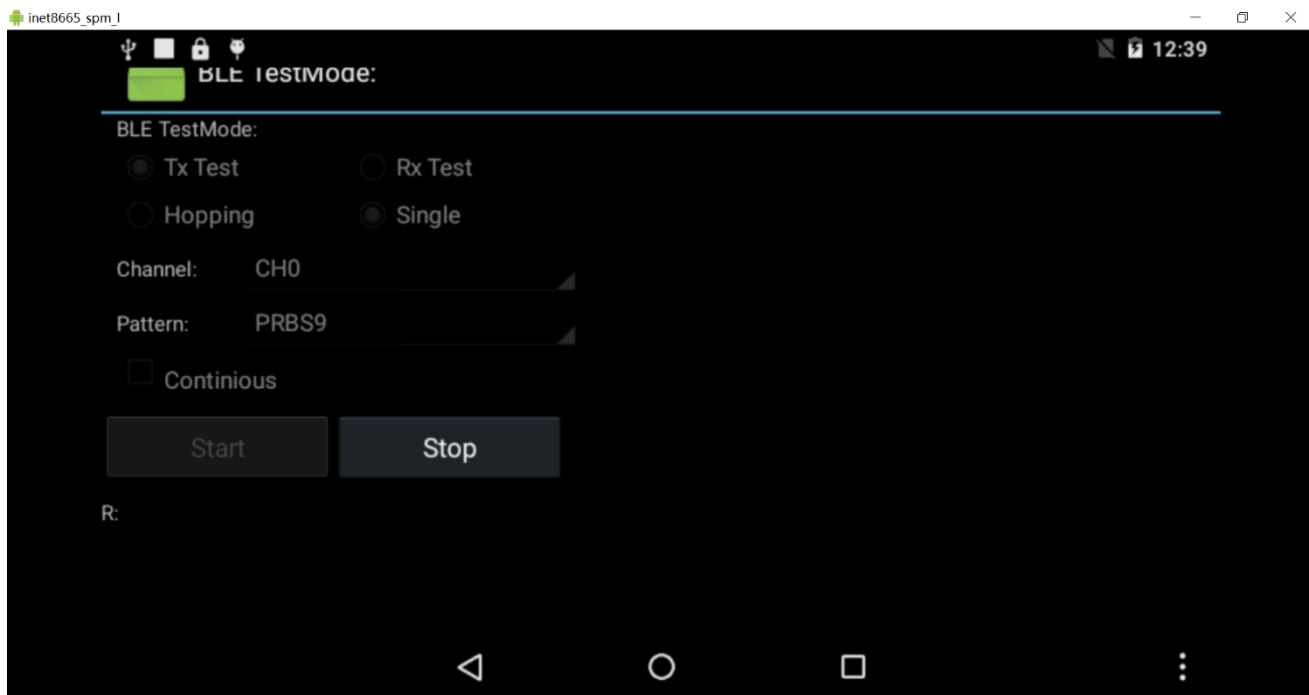 inet8665_spm_l
12:39
BLE TestMode:
BLE TestMode:
Tx Test Rx Test
Hopping Single
Channel: CH0
Pattern: PRBS9
Continious
Start Stop
R: